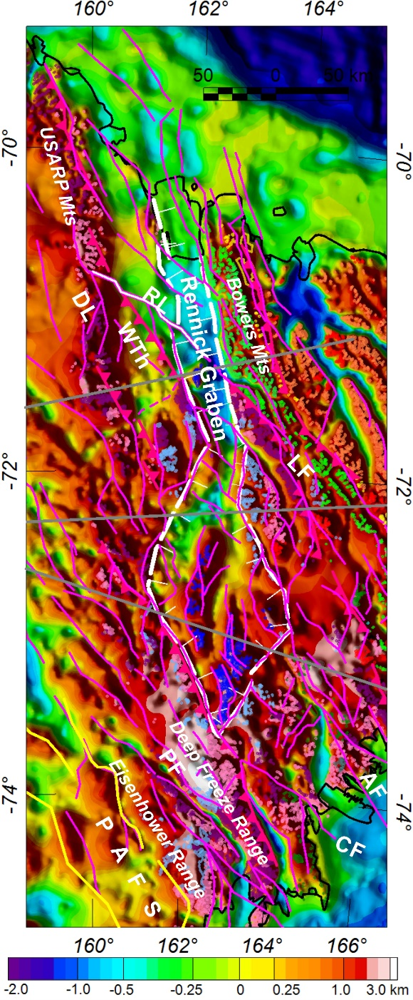 160° 162° 164°
50 0 50 km
-70° -70°
USARP Mts
DL
RL
WTh
Rennick Graben
Bowers Mts
LF
-72° -72°
Deep Freeze Range
PF
Eisenhower Range
P A F S
AF
CF
-74° -74°
160° 162° 164° 166°
-2.0 -1.0 -0.5 -0.25 0 0.25 1.0 3.0 km